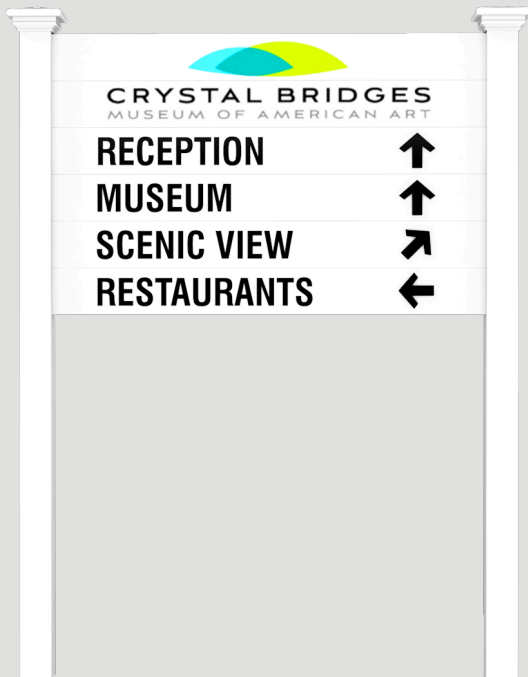 CRYSTAL BRIDGES
MUSEUM OF AMERICAN ART
RECEPTION
MUSEUM
SCENIC VIEW
RESTAURANTS